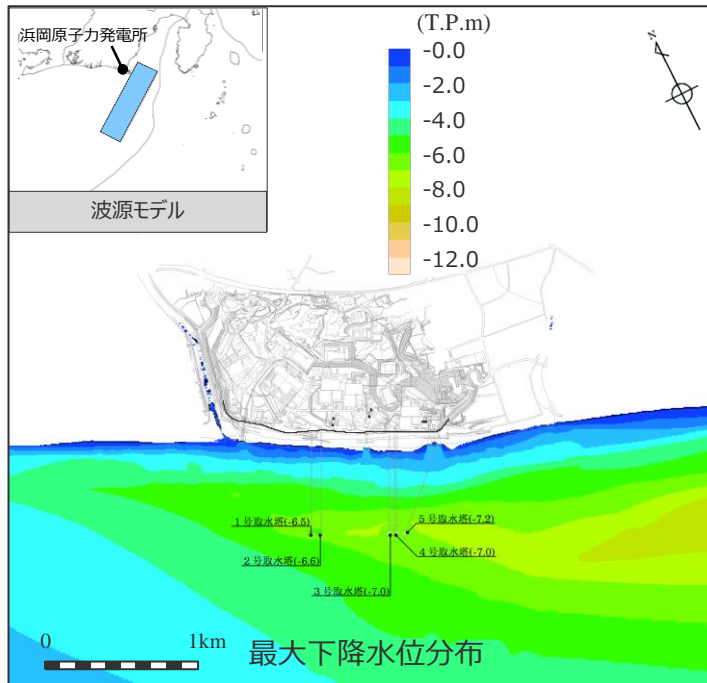 浜岡原子力発電所
波源モデル
(T.P.m)
-0.0
-2.0
-4.0
-6.0
-8.0
-10.0
-12.0
N
1号取水塔(-6.5)
2号取水塔(-6.6)
3号取水塔(-7.0)
4号取水塔(-7.0)
5号取水塔(-7.2)
0 1km
最大下降水位分布